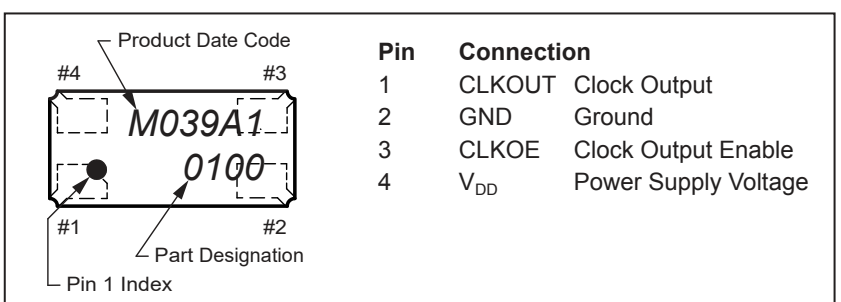 Product Date Code
#4 #3
M039A1
0100
#1 #2
Part Designation
Pin 1 Index
Pin Connection
1 CLKOUT Clock Output
2 GND Ground
3 CLKOE Clock Output Enable
4 VDD Power Supply Voltage